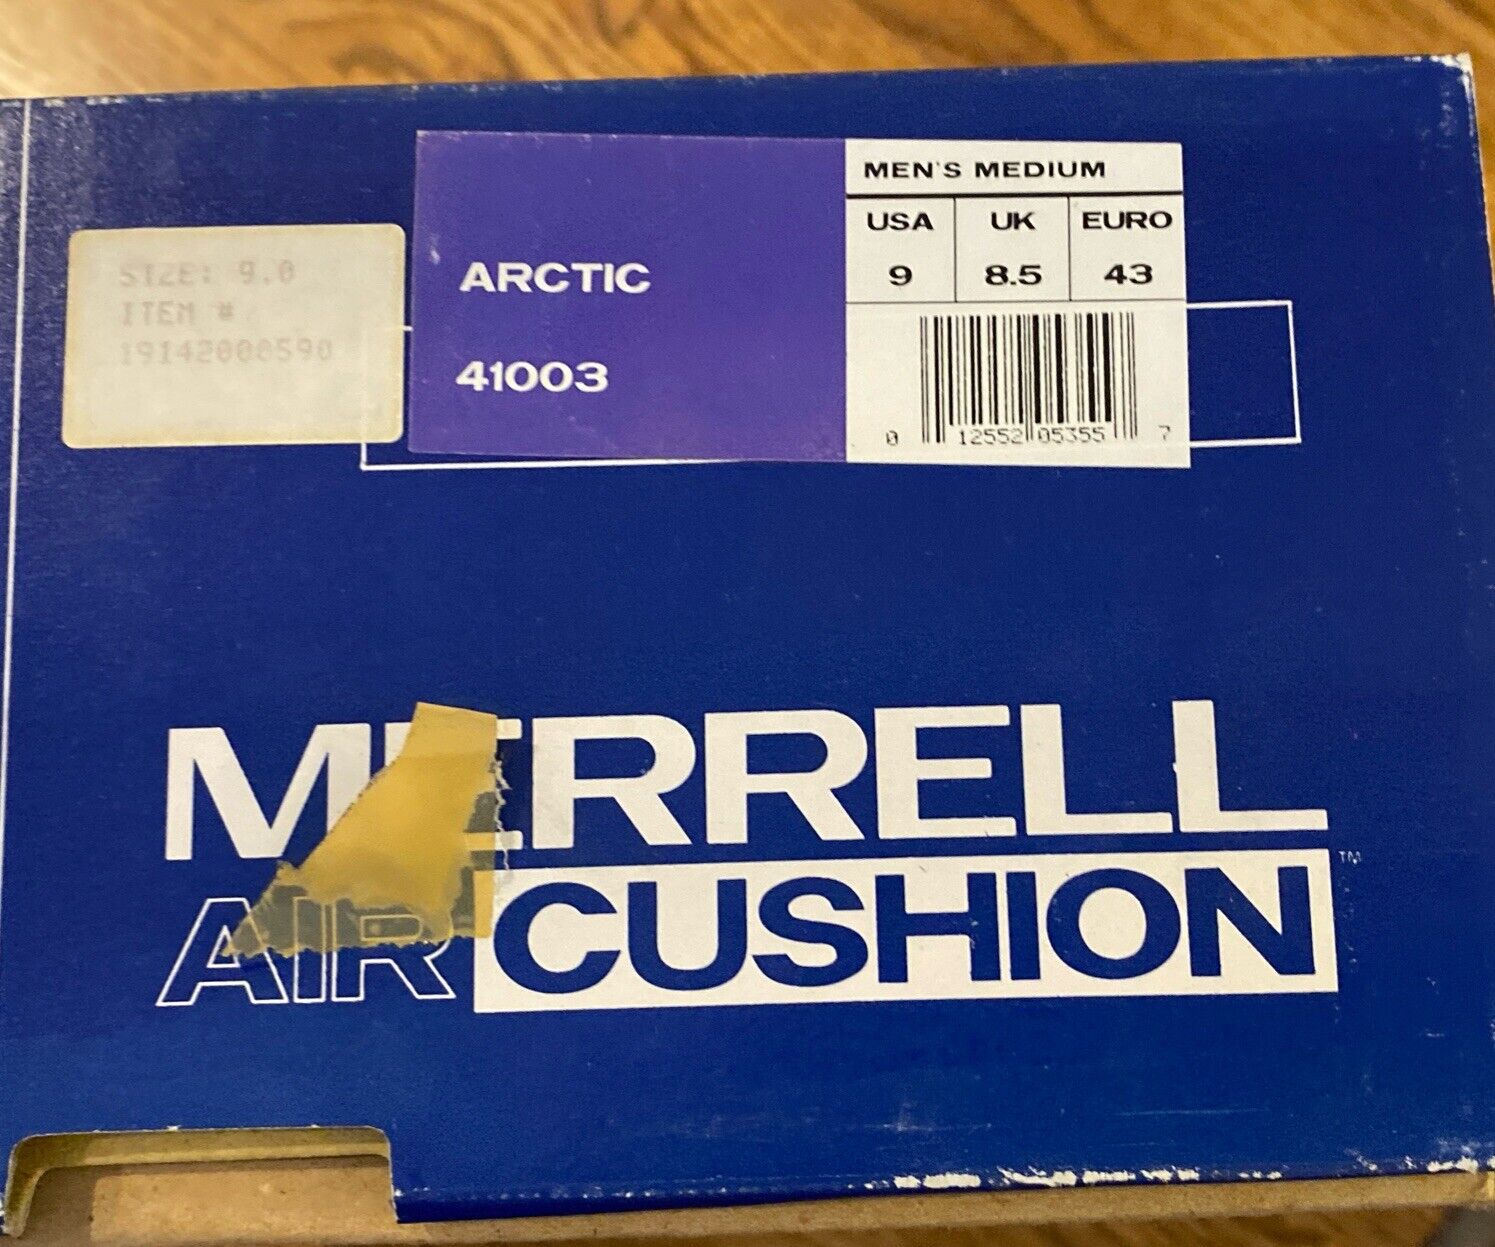 SIZE: 9.0
ITEM #
19142000590
ARCTIC
41003
MEN'S MEDIUM
USA UK EURO
9 8.5 43
0 12552 05355 7
MERRELL
AIR CUSHION™